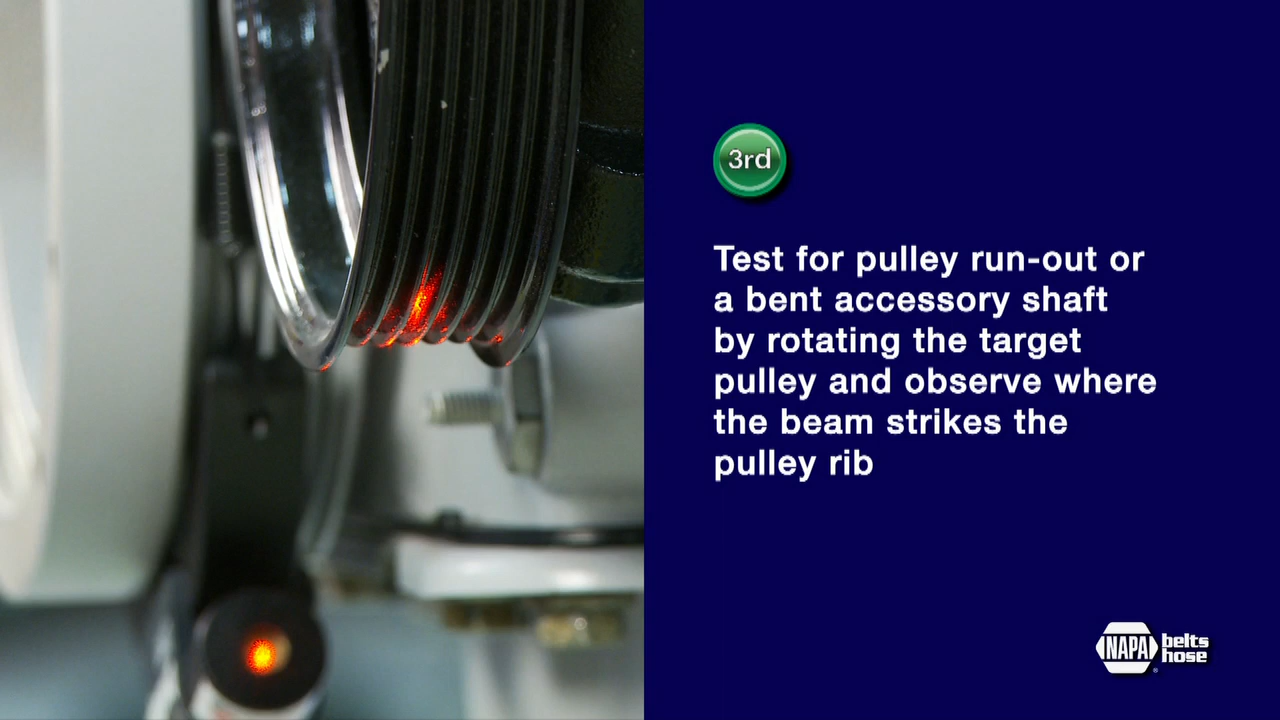 3rd
Test for pulley run-out or
a bent accessory shaft
by rotating the target
pulley and observe where
the beam strikes the
pulley rib
NAPA belts
hose